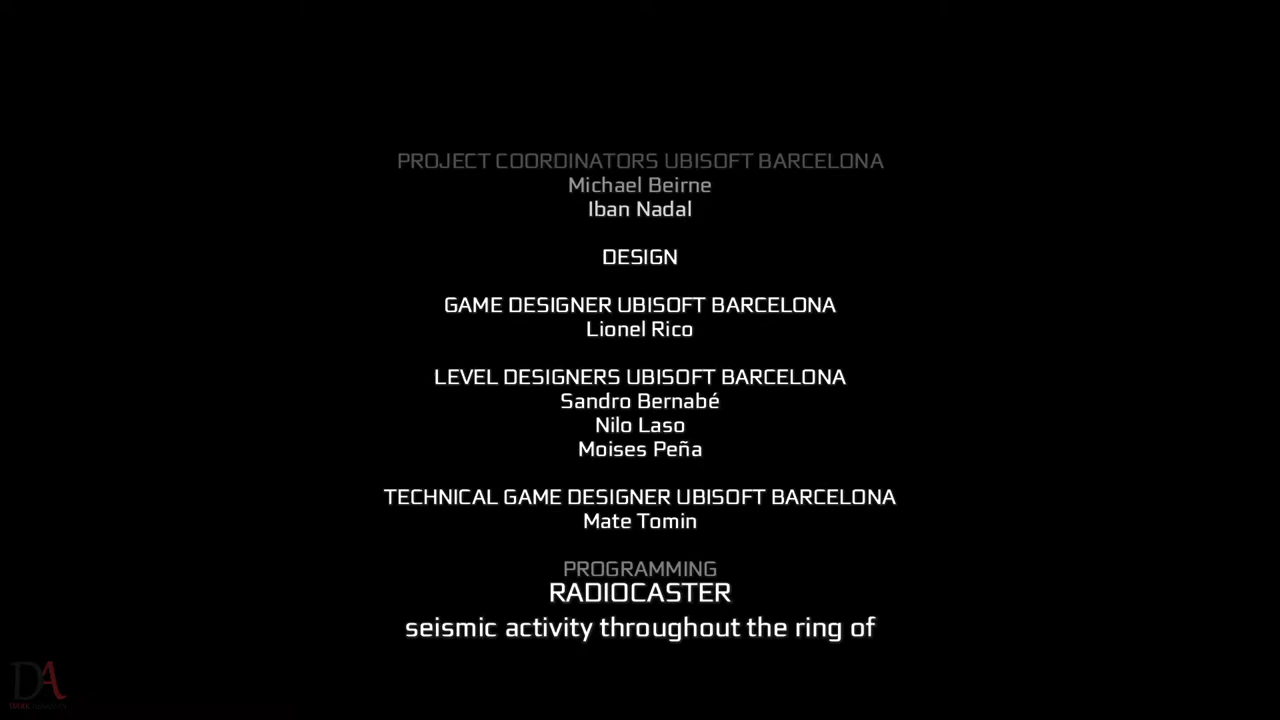 PROJECT COORDINATORS UBISOFT BARCELONA
Michael Beirne
Iban Nadal
DESIGN
GAME DESIGNER UBISOFT BARCELONA
Lionel Rico
LEVEL DESIGNERS UBISOFT BARCELONA
Sandro Bernabé
Nilo Laso
Moises Peña
TECHNICAL GAME DESIGNER UBISOFT BARCELONA
Mate Tomin
PROGRAMMING
RADIOCASTER
seismic activity throughout the ring of
DA